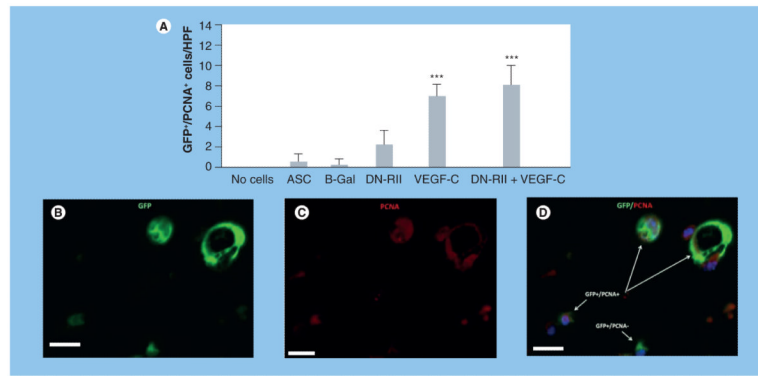 A
GFP⁺/PCNA⁺ cells/HPF
14
12
10
8
6
4
2
0
***
***
No cells ASC B-Gal DN-RII VEGF-C DN-RII + VEGF-C
B
GFP
C
PCNA
D
GFP/PCNA
GFP+/PCNA+
GFP+/PCNA-